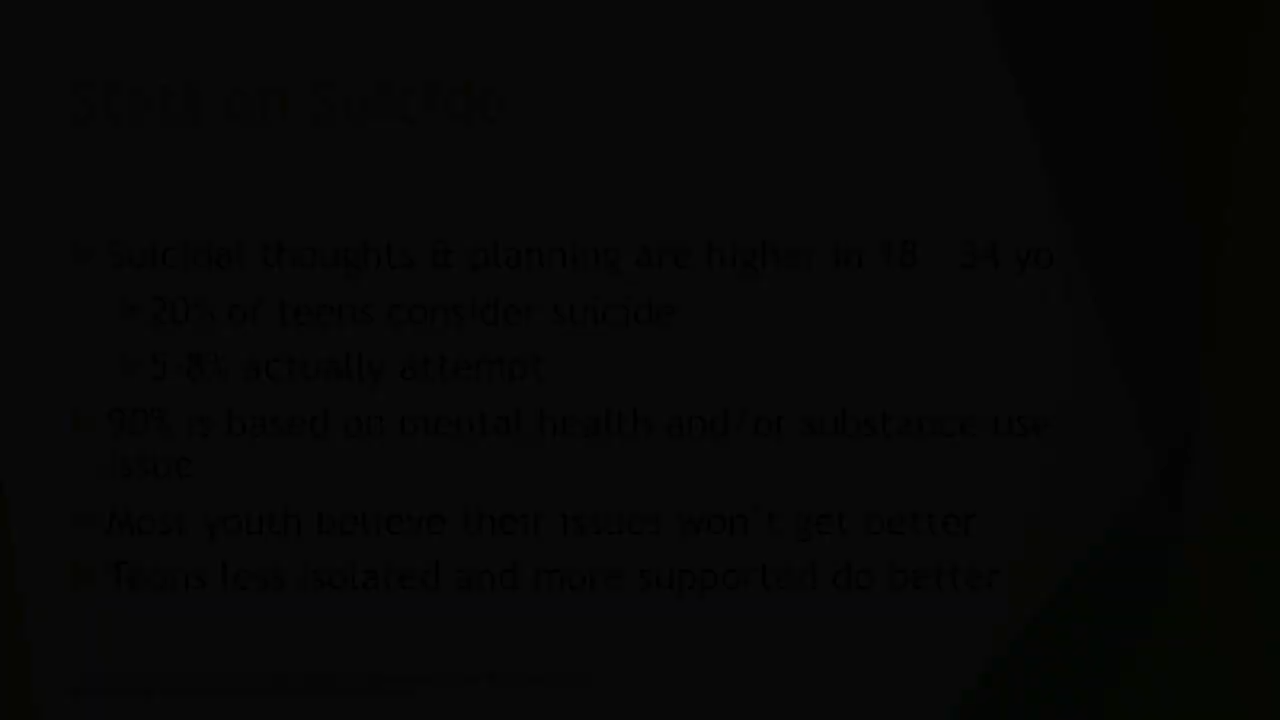 Stats on Suicide
Suicidal thoughts & planning are higher in 18 - 34 yo
20% of teens consider suicide
5-8% actually attempt
90% is based on mental health and/or substance use
issue
Most youth believe their issues won't get better
Teens less isolated and more supported do better